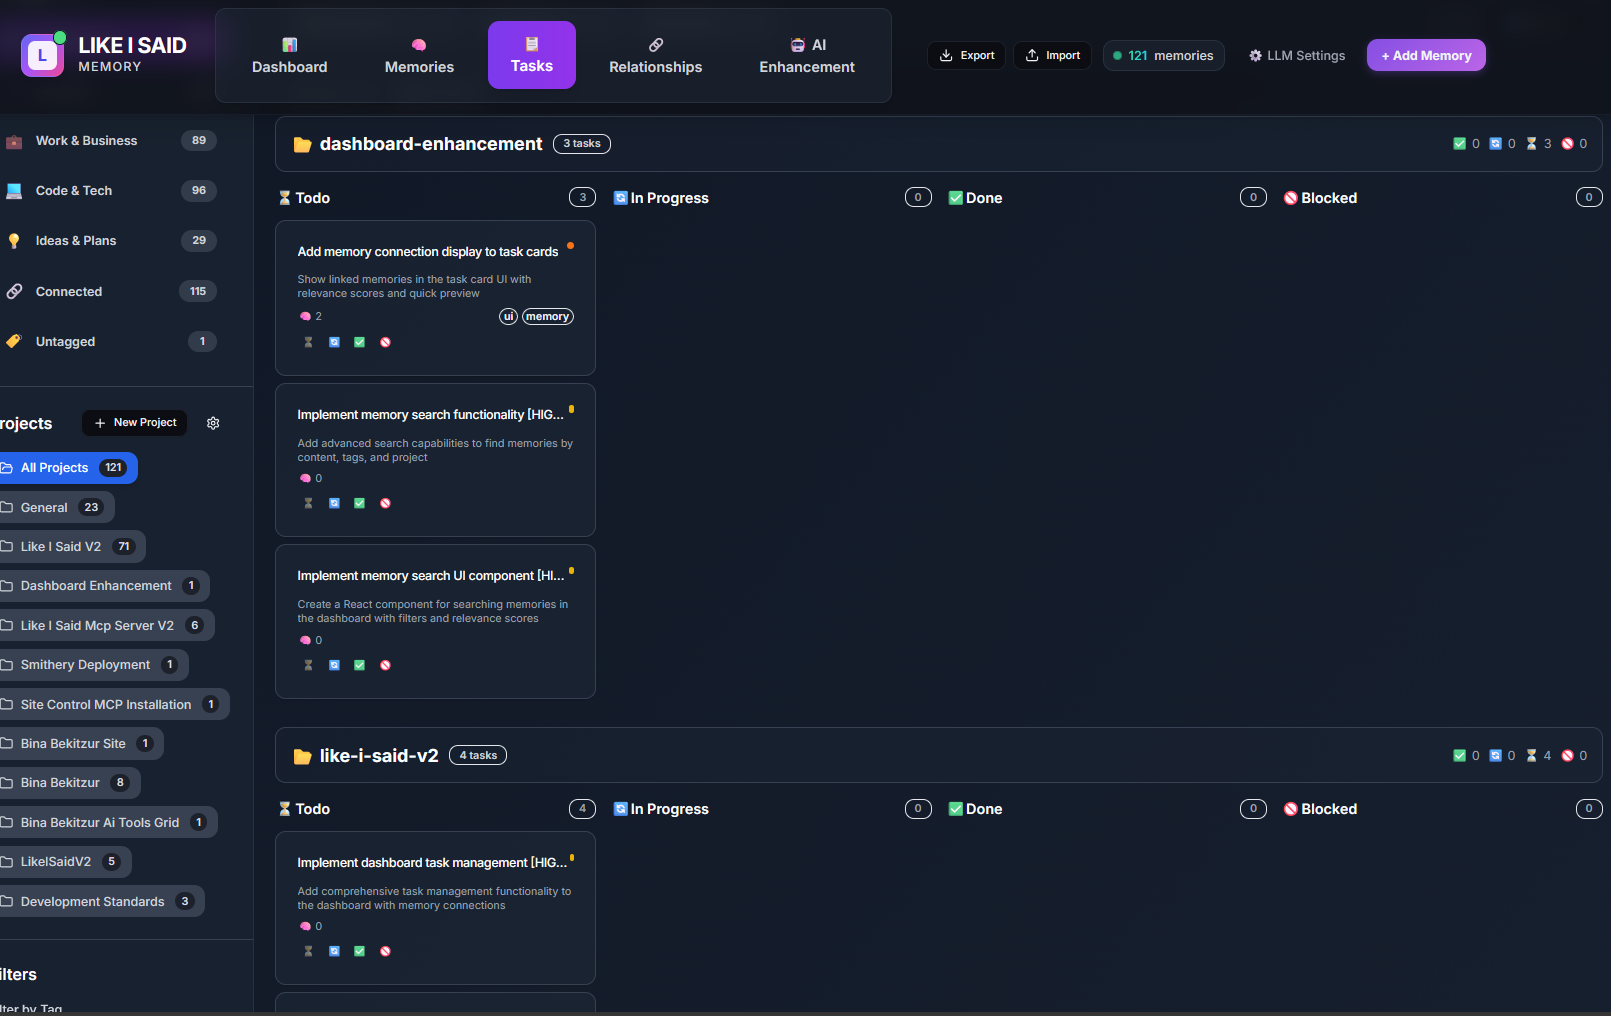 L
LIKE I SAID
MEMORY
Dashboard
Memories
Tasks
Relationships
AI
Enhancement
Export
Import
121 memories
LLM Settings
+ Add Memory
Work & Business 89
Code & Tech 96
Ideas & Plans 29
Connected 115
Untagged 1
rojects
+ New Project
All Projects 121
General 23
Like I Said V2 71
Dashboard Enhancement 1
Like I Said Mcp Server V2 6
Smithery Deployment 1
Site Control MCP Installation 1
Bina Bekitzur Site 1
Bina Bekitzur 8
Bina Bekitzur Ai Tools Grid 1
LikeISaidV2 5
Development Standards 3
ilters
lter by Tag
dashboard-enhancement 3 tasks
0 0 3 0
Todo 3
In Progress 0
Done 0
Blocked 0
Add memory connection display to task cards
Show linked memories in the task card UI with
relevance scores and quick preview
2
ui memory
Implement memory search functionality [HIG...
Add advanced search capabilities to find memories by
content, tags, and project
0
Implement memory search UI component [HI...
Create a React component for searching memories in
the dashboard with filters and relevance scores
0
like-i-said-v2 4 tasks
0 0 4 0
Todo 4
In Progress 0
Done 0
Blocked 0
Implement dashboard task management [HIG...
Add comprehensive task management functionality to
the dashboard with memory connections
0